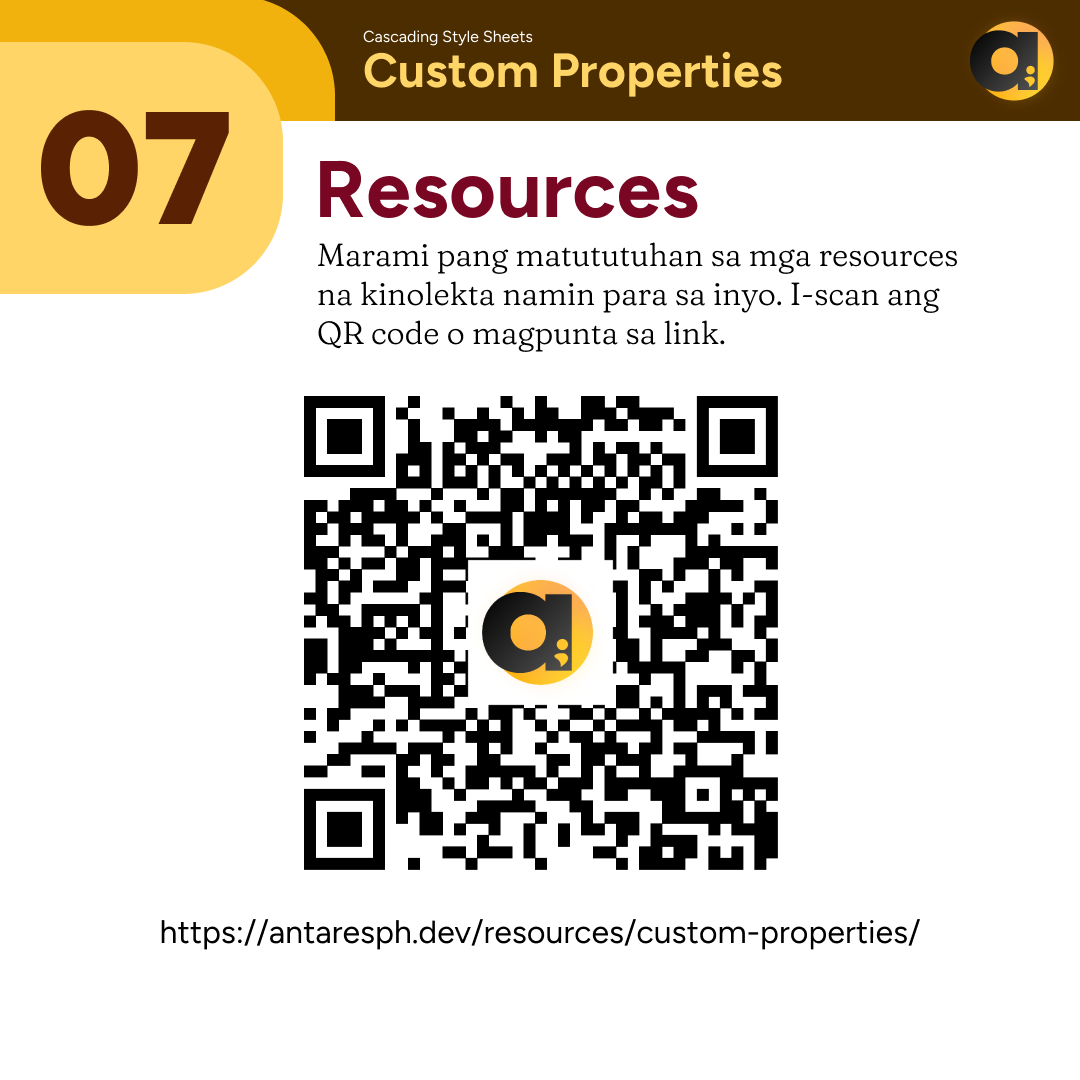 Cascading Style Sheets
Custom Properties
07
Resources
Marami pang matututuhan sa mga resources
na kinolekta namin para sa inyo. I-scan ang
QR code o magpunta sa link.
https://antaresph.dev/resources/custom-properties/